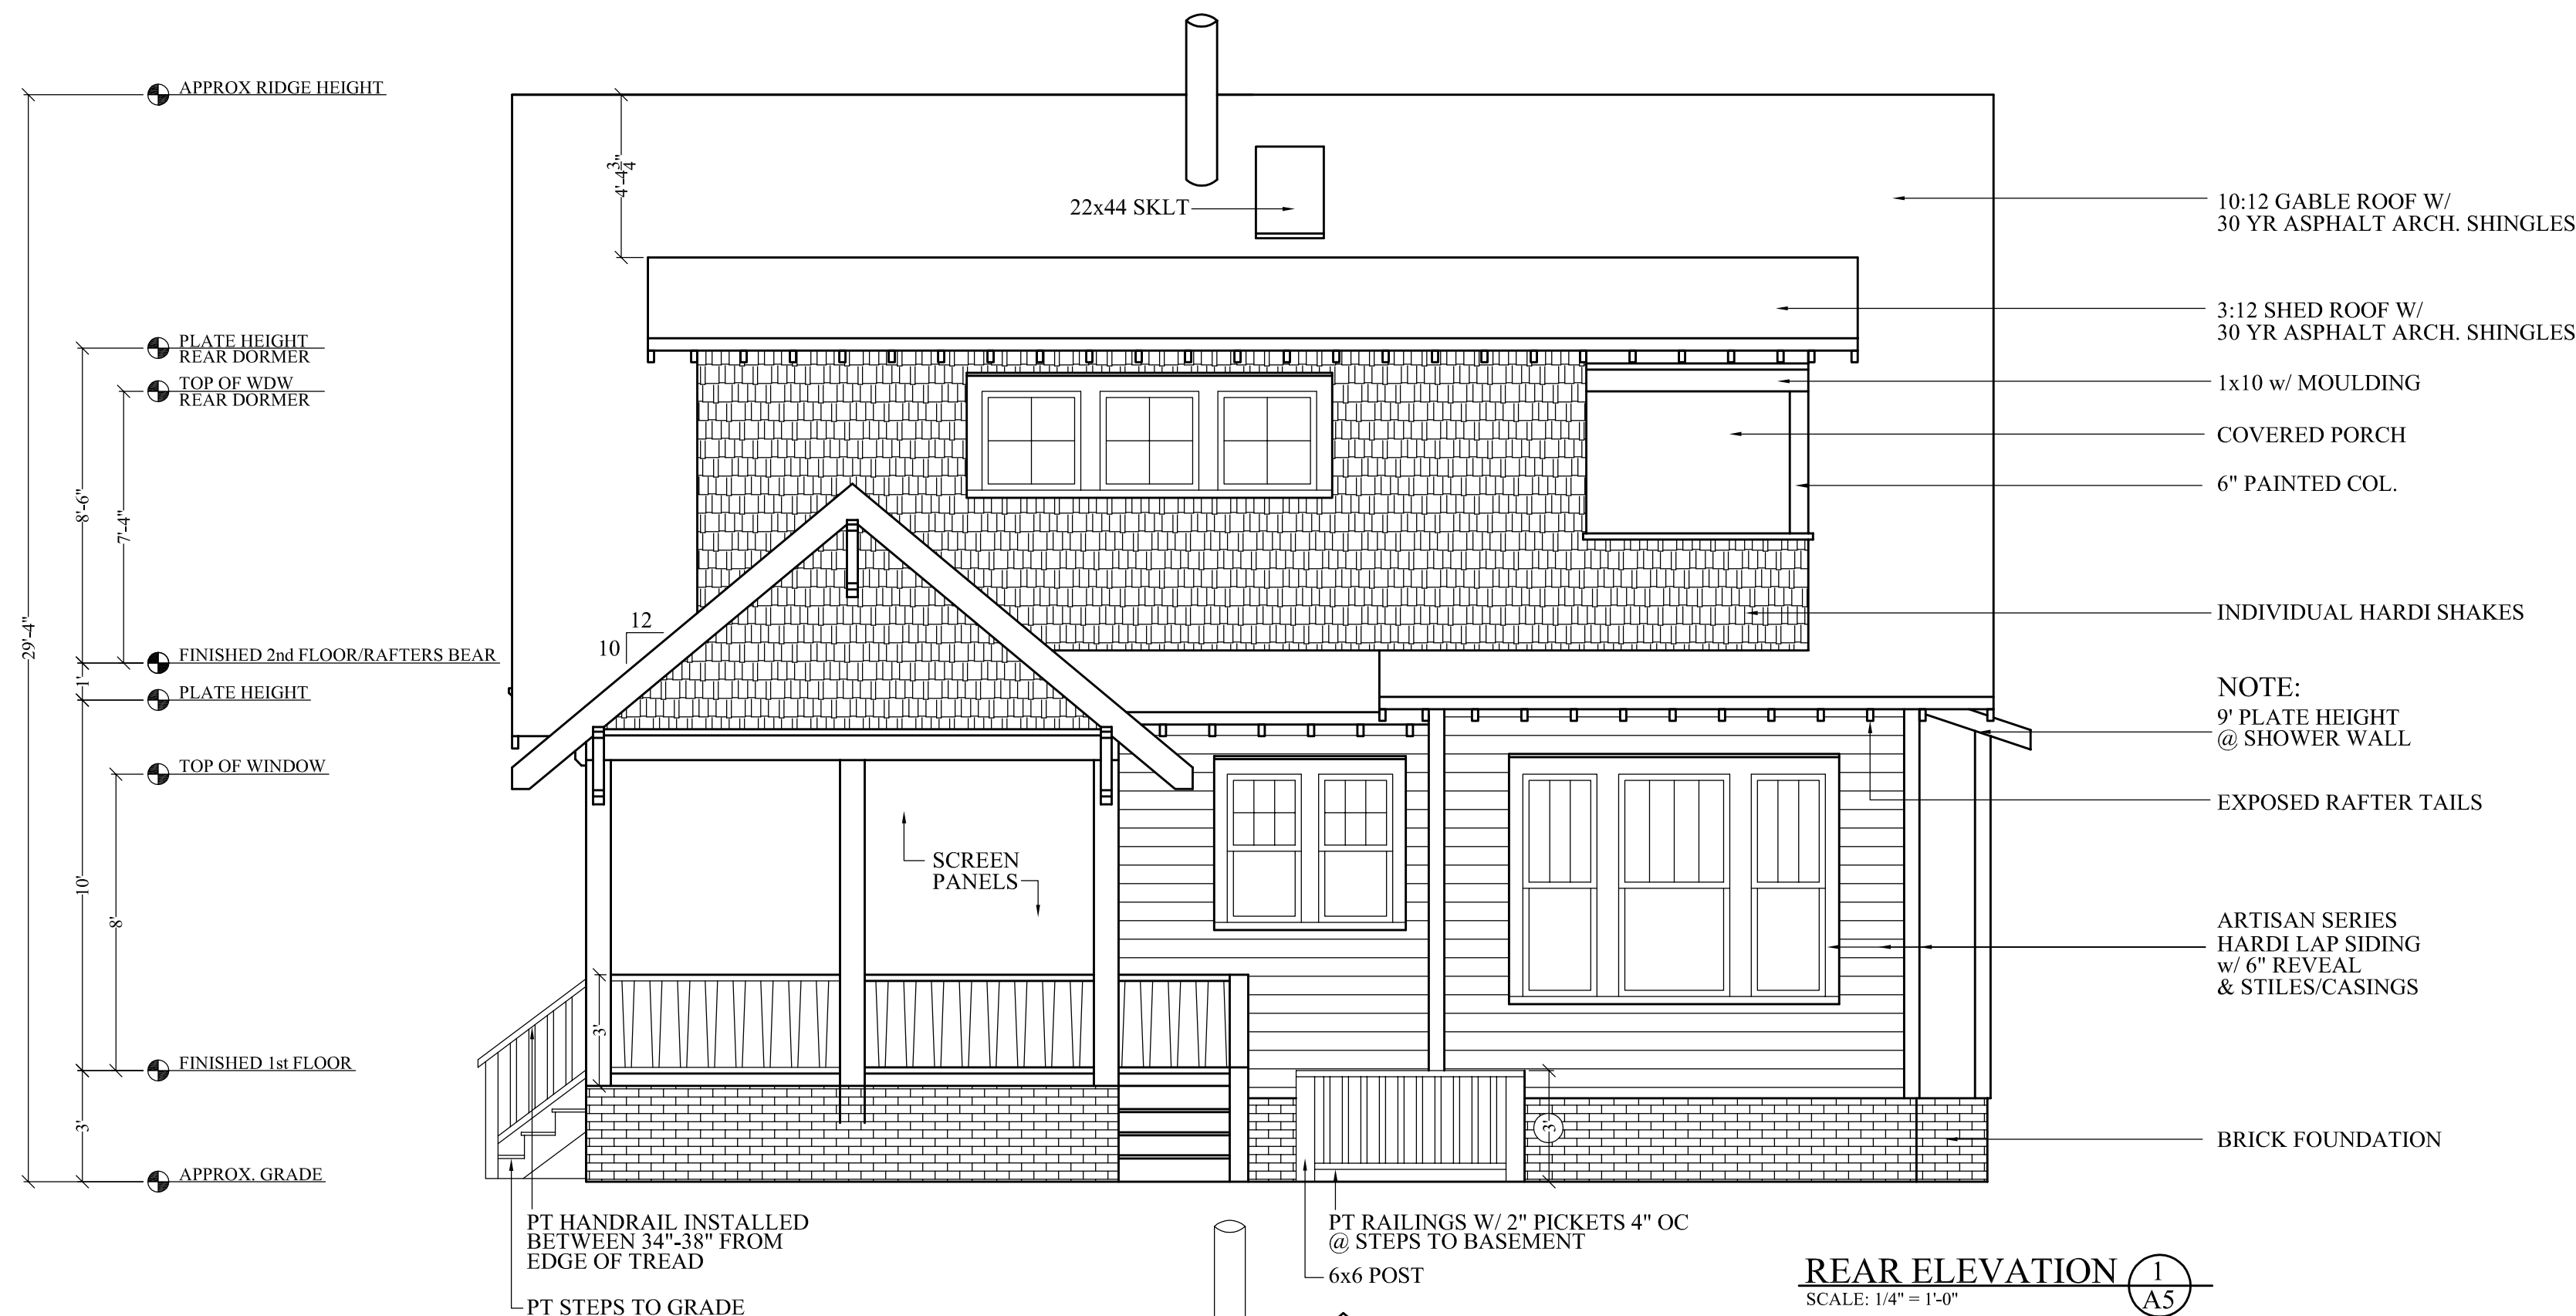 APPROX RIDGE HEIGHT
4'-4 3/4"
22x44 SKLT
10:12 GABLE ROOF W/
30 YR ASPHALT ARCH. SHINGLES
3:12 SHED ROOF W/
30 YR ASPHALT ARCH. SHINGLES
PLATE HEIGHT
REAR DORMER
TOP OF WDW
REAR DORMER
1x10 w/ MOULDING
COVERED PORCH
6" PAINTED COL.
8'-6"
7'-4"
29'-4"
12
10
INDIVIDUAL HARDI SHAKES
FINISHED 2nd FLOOR/RAFTERS BEAR
1'
PLATE HEIGHT
NOTE:
9' PLATE HEIGHT
@ SHOWER WALL
TOP OF WINDOW
EXPOSED RAFTER TAILS
SCREEN
PANELS
10'
8'
ARTISAN SERIES
HARDI LAP SIDING
w/ 6" REVEAL
& STILES/CASINGS
3'
FINISHED 1st FLOOR
3'
3'
BRICK FOUNDATION
APPROX. GRADE
PT HANDRAIL INSTALLED
BETWEEN 34"-38" FROM
EDGE OF TREAD
PT STEPS TO GRADE
PT RAILINGS W/ 2" PICKETS 4" OC
@ STEPS TO BASEMENT
6x6 POST
REAR ELEVATION
SCALE: 1/4" = 1'-0"
1
A5